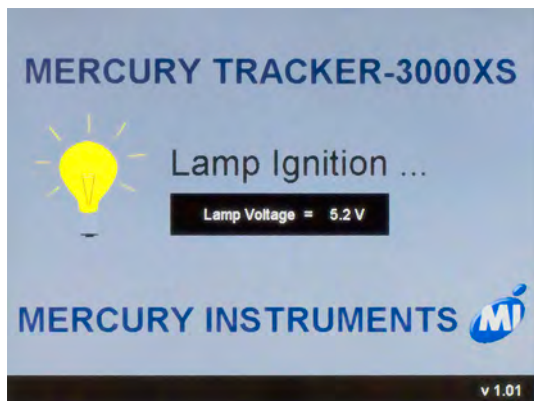 MERCURY TRACKER-3000XS
Lamp Ignition ...
Lamp Voltage = 5.2 V
MERCURY INSTRUMENTS MI
v 1.01